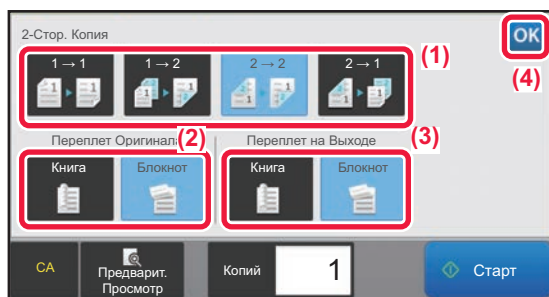 2-Стор. Копия
OK
(4)
1 → 1
1 → 2
2 → 2
2 → 1
(1)
Переплет Оригинала
(2)
Переплет на Выходе
(3)
Книга
Блокнот
Книга
Блокнот
CA
Предварит.
Просмотр
Копий
1
Старт